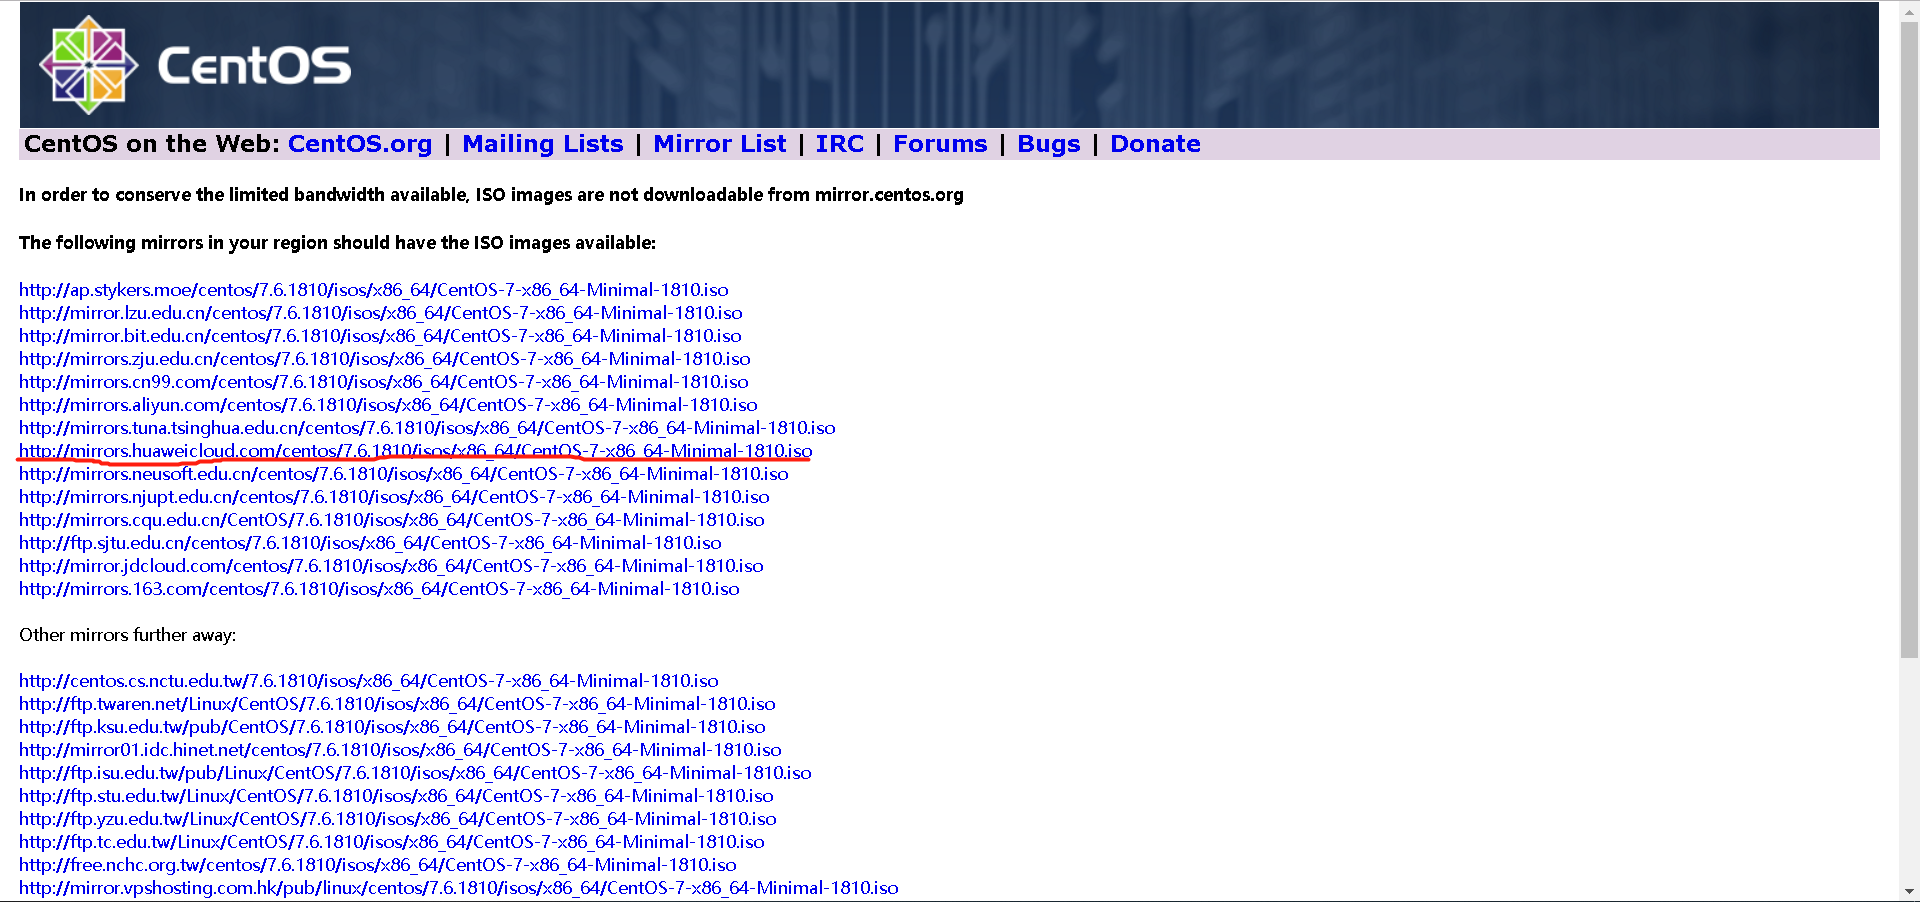 CentOS
CentOS on the Web: CentOS.org | Mailing Lists | Mirror List | IRC | Forums | Bugs | Donate
In order to conserve the limited bandwidth available, ISO images are not downloadable from mirror.centos.org
The following mirrors in your region should have the ISO images available:
http://ap.stykers.moe/centos/7.6.1810/isos/x86_64/CentOS-7-x86_64-Minimal-1810.iso
http://mirror.lzu.edu.cn/centos/7.6.1810/isos/x86_64/CentOS-7-x86_64-Minimal-1810.iso
http://mirror.bit.edu.cn/centos/7.6.1810/isos/x86_64/CentOS-7-x86_64-Minimal-1810.iso
http://mirrors.zju.edu.cn/centos/7.6.1810/isos/x86_64/CentOS-7-x86_64-Minimal-1810.iso
http://mirrors.cn99.com/centos/7.6.1810/isos/x86_64/CentOS-7-x86_64-Minimal-1810.iso
http://mirrors.aliyun.com/centos/7.6.1810/isos/x86_64/CentOS-7-x86_64-Minimal-1810.iso
http://mirrors.tuna.tsinghua.edu.cn/centos/7.6.1810/isos/x86_64/CentOS-7-x86_64-Minimal-1810.iso
http://mirrors.huaweicloud.com/centos/7.6.1810/isos/x86_64/CentOS-7-x86_64-Minimal-1810.iso
http://mirrors.neusoft.edu.cn/centos/7.6.1810/isos/x86_64/CentOS-7-x86_64-Minimal-1810.iso
http://mirrors.njupt.edu.cn/centos/7.6.1810/isos/x86_64/CentOS-7-x86_64-Minimal-1810.iso
http://mirrors.cqu.edu.cn/CentOS/7.6.1810/isos/x86_64/CentOS-7-x86_64-Minimal-1810.iso
http://ftp.sjtu.edu.cn/centos/7.6.1810/isos/x86_64/CentOS-7-x86_64-Minimal-1810.iso
http://mirror.jdcloud.com/centos/7.6.1810/isos/x86_64/CentOS-7-x86_64-Minimal-1810.iso
http://mirrors.163.com/centos/7.6.1810/isos/x86_64/CentOS-7-x86_64-Minimal-1810.iso
Other mirrors further away:
http://centos.cs.nctu.edu.tw/7.6.1810/isos/x86_64/CentOS-7-x86_64-Minimal-1810.iso
http://ftp.twaren.net/Linux/CentOS/7.6.1810/isos/x86_64/CentOS-7-x86_64-Minimal-1810.iso
http://ftp.ksu.edu.tw/pub/CentOS/7.6.1810/isos/x86_64/CentOS-7-x86_64-Minimal-1810.iso
http://mirror01.idc.hinet.net/centos/7.6.1810/isos/x86_64/CentOS-7-x86_64-Minimal-1810.iso
http://ftp.isu.edu.tw/pub/Linux/CentOS/7.6.1810/isos/x86_64/CentOS-7-x86_64-Minimal-1810.iso
http://ftp.stu.edu.tw/Linux/CentOS/7.6.1810/isos/x86_64/CentOS-7-x86_64-Minimal-1810.iso
http://ftp.yzu.edu.tw/Linux/CentOS/7.6.1810/isos/x86_64/CentOS-7-x86_64-Minimal-1810.iso
http://ftp.tc.edu.tw/Linux/CentOS/7.6.1810/isos/x86_64/CentOS-7-x86_64-Minimal-1810.iso
http://free.nchc.org.tw/centos/7.6.1810/isos/x86_64/CentOS-7-x86_64-Minimal-1810.iso
http://mirror.vpshosting.com.hk/pub/linux/centos/7.6.1810/isos/x86_64/CentOS-7-x86_64-Minimal-1810.iso